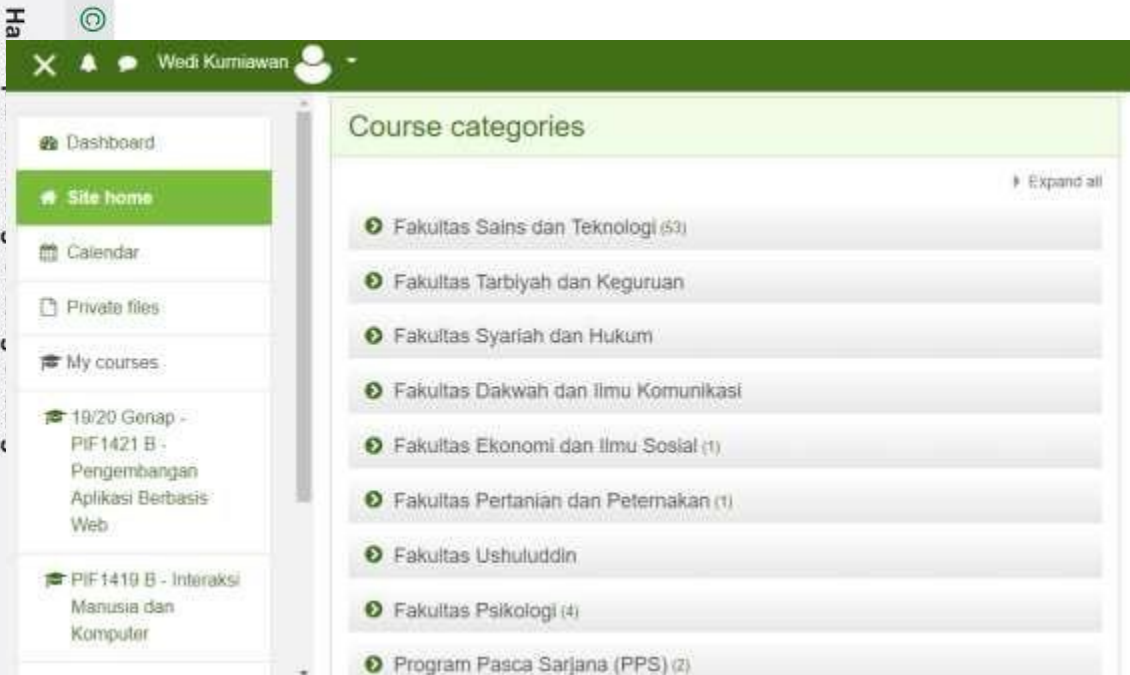 Ha
©
Wedi Kurniawan
Dashboard
Site home
Calendar
Private files
My courses
19/20 Genap -
PIF1421 B -
Pengembangan
Aplikasi Berbasis
Web
PIF1419 B - Interaksi
Manusia dan
Komputer
Course categories
Expand all
Fakultas Sains dan Teknologi (53)
Fakultas Tarbiyah dan Keguruan
Fakultas Syariah dan Hukum
Fakultas Dakwah dan Ilmu Komunikasi
Fakultas Ekonomi dan Ilmu Sosial (1)
Fakultas Pertanian dan Peternakan (1)
Fakultas Ushuluddin
Fakultas Psikologi (4)
Program Pasca Sarjana (PPS) (2)